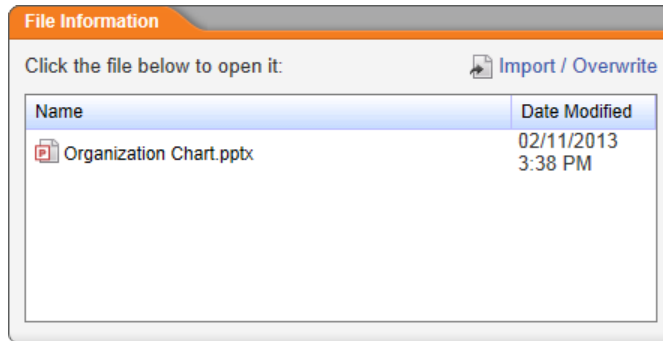 File Information
Click the file below to open it:
Import / Overwrite
Name
Date Modified
Organization Chart.pptx
02/11/2013
3:38 PM